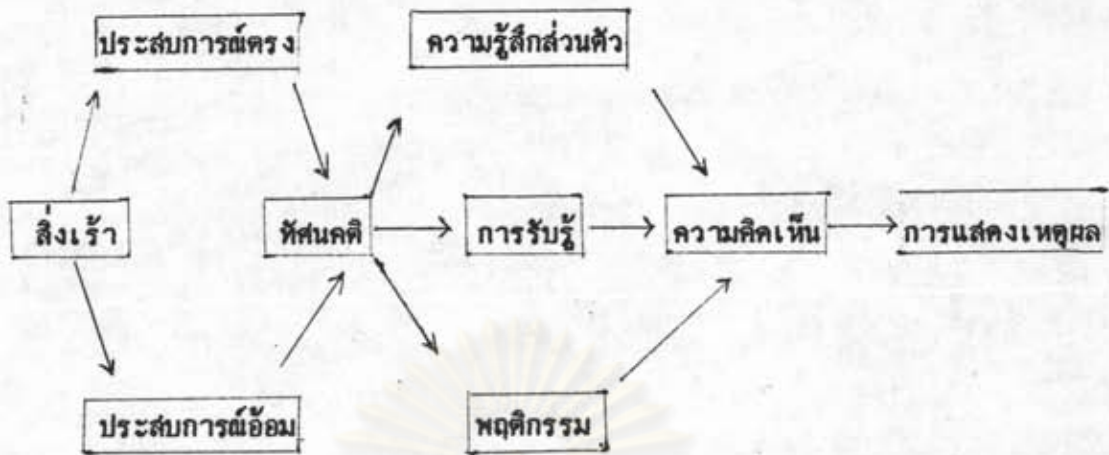 ประสบการณ์ตรง ความรู้สึกส่วนตัว
สิ่งเร้า ทัศนคติ การรับรู้ ความคิดเห็น การแสดงเหตุผล
ประสบการณ์อ้อม พฤติกรรม